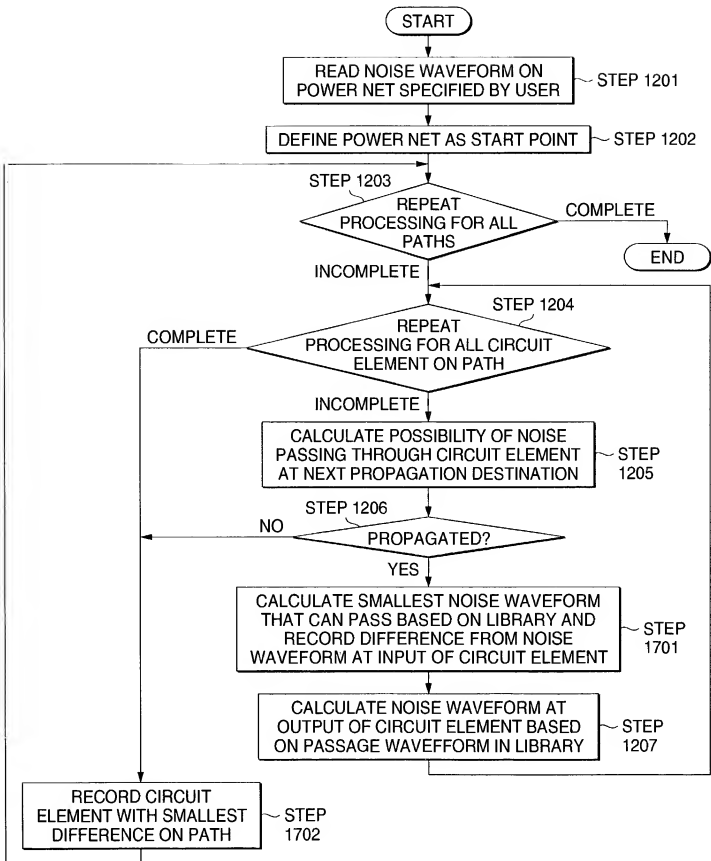 START
READ NOISE WAVEFORM ON
POWER NET SPECIFIED BY USER
STEP 1201
DEFINE POWER NET AS START POINT
STEP 1202
STEP 1203
REPEAT
PROCESSING FOR ALL
PATHS
COMPLETE
END
INCOMPLETE
STEP 1204
REPEAT
PROCESSING FOR ALL CIRCUIT
ELEMENT ON PATH
COMPLETE
INCOMPLETE
CALCULATE POSSIBILITY OF NOISE
PASSING THROUGH CIRCUIT ELEMENT
AT NEXT PROPAGATION DESTINATION
STEP
1205
STEP 1206
PROPAGATED?
NO
YES
CALCULATE SMALLEST NOISE WAVEFORM
THAT CAN PASS BASED ON LIBRARY AND
RECORD DIFFERENCE FROM NOISE
WAVEFORM AT INPUT OF CIRCUIT ELEMENT
STEP
1701
CALCULATE NOISE WAVEFORM AT
OUTPUT OF CIRCUIT ELEMENT BASED
ON PASSAGE WAVEFFORM IN LIBRARY
STEP
1207
RECORD CIRCUIT
ELEMENT WITH SMALLEST
DIFFERENCE ON PATH
STEP
1702